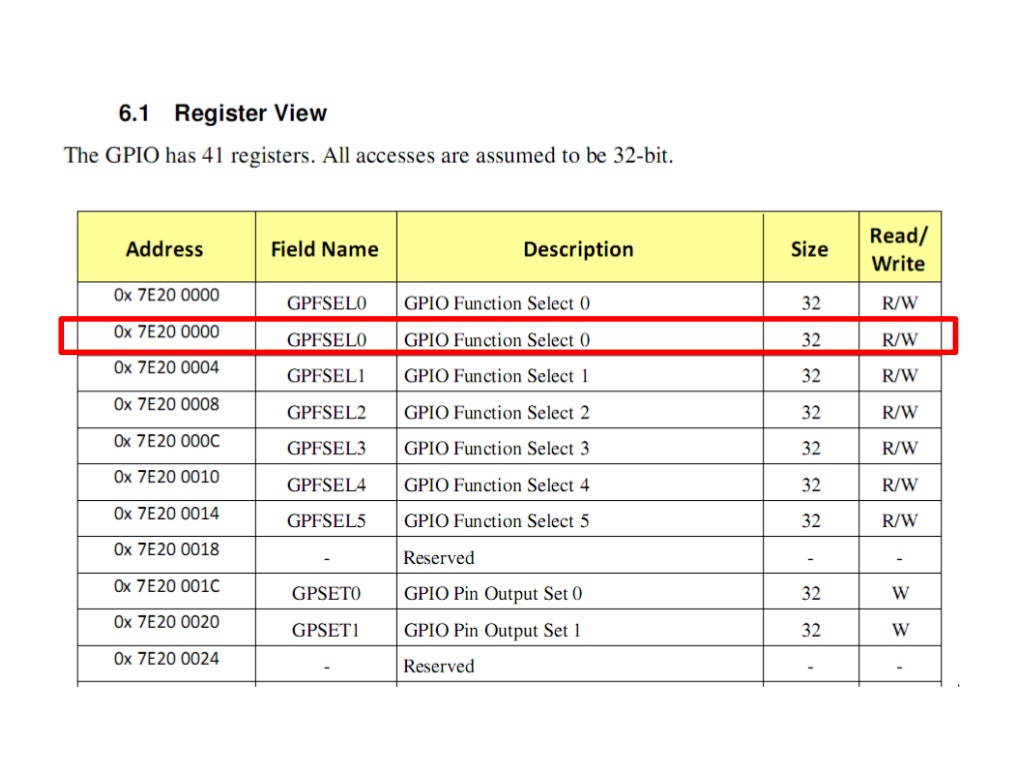 6.1 Register View
The GPIO has 41 registers. All accesses are assumed to be 32-bit.
Address Field Name Description Size Read/
Write
0x 7E20 0000 GPFSEL0 GPIO Function Select 0 32 R/W
0x 7E20 0000 GPFSEL0 GPIO Function Select 0 32 R/W
0x 7E20 0004 GPFSEL1 GPIO Function Select 1 32 R/W
0x 7E20 0008 GPFSEL2 GPIO Function Select 2 32 R/W
0x 7E20 000C GPFSEL3 GPIO Function Select 3 32 R/W
0x 7E20 0010 GPFSEL4 GPIO Function Select 4 32 R/W
0x 7E20 0014 GPFSEL5 GPIO Function Select 5 32 R/W
0x 7E20 0018 - Reserved - -
0x 7E20 001C GPSET0 GPIO Pin Output Set 0 32 W
0x 7E20 0020 GPSET1 GPIO Pin Output Set 1 32 W
0x 7E20 0024 - Reserved - -